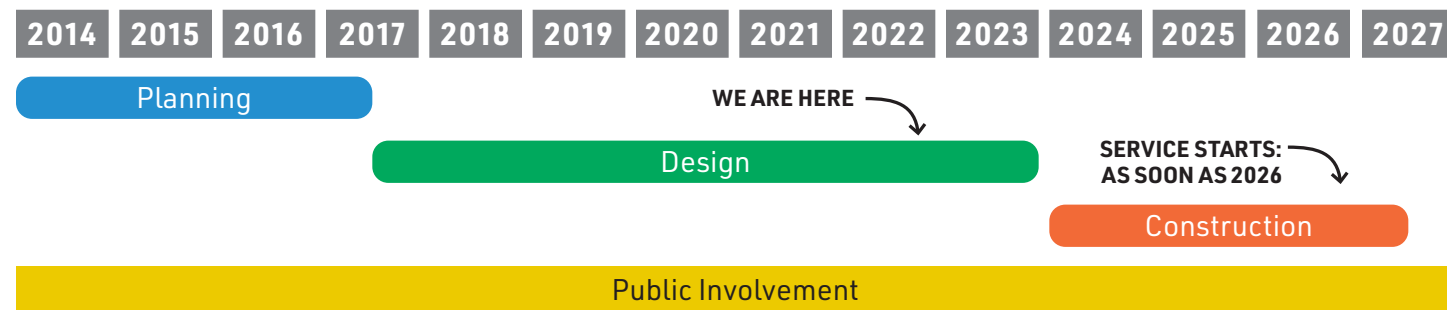 2014 2015 2016 2017 2018 2019 2020 2021 2022 2023 2024 2025 2026 2027
Planning
WE ARE HERE
Design
SERVICE STARTS:
AS SOON AS 2026
Construction
Public Involvement